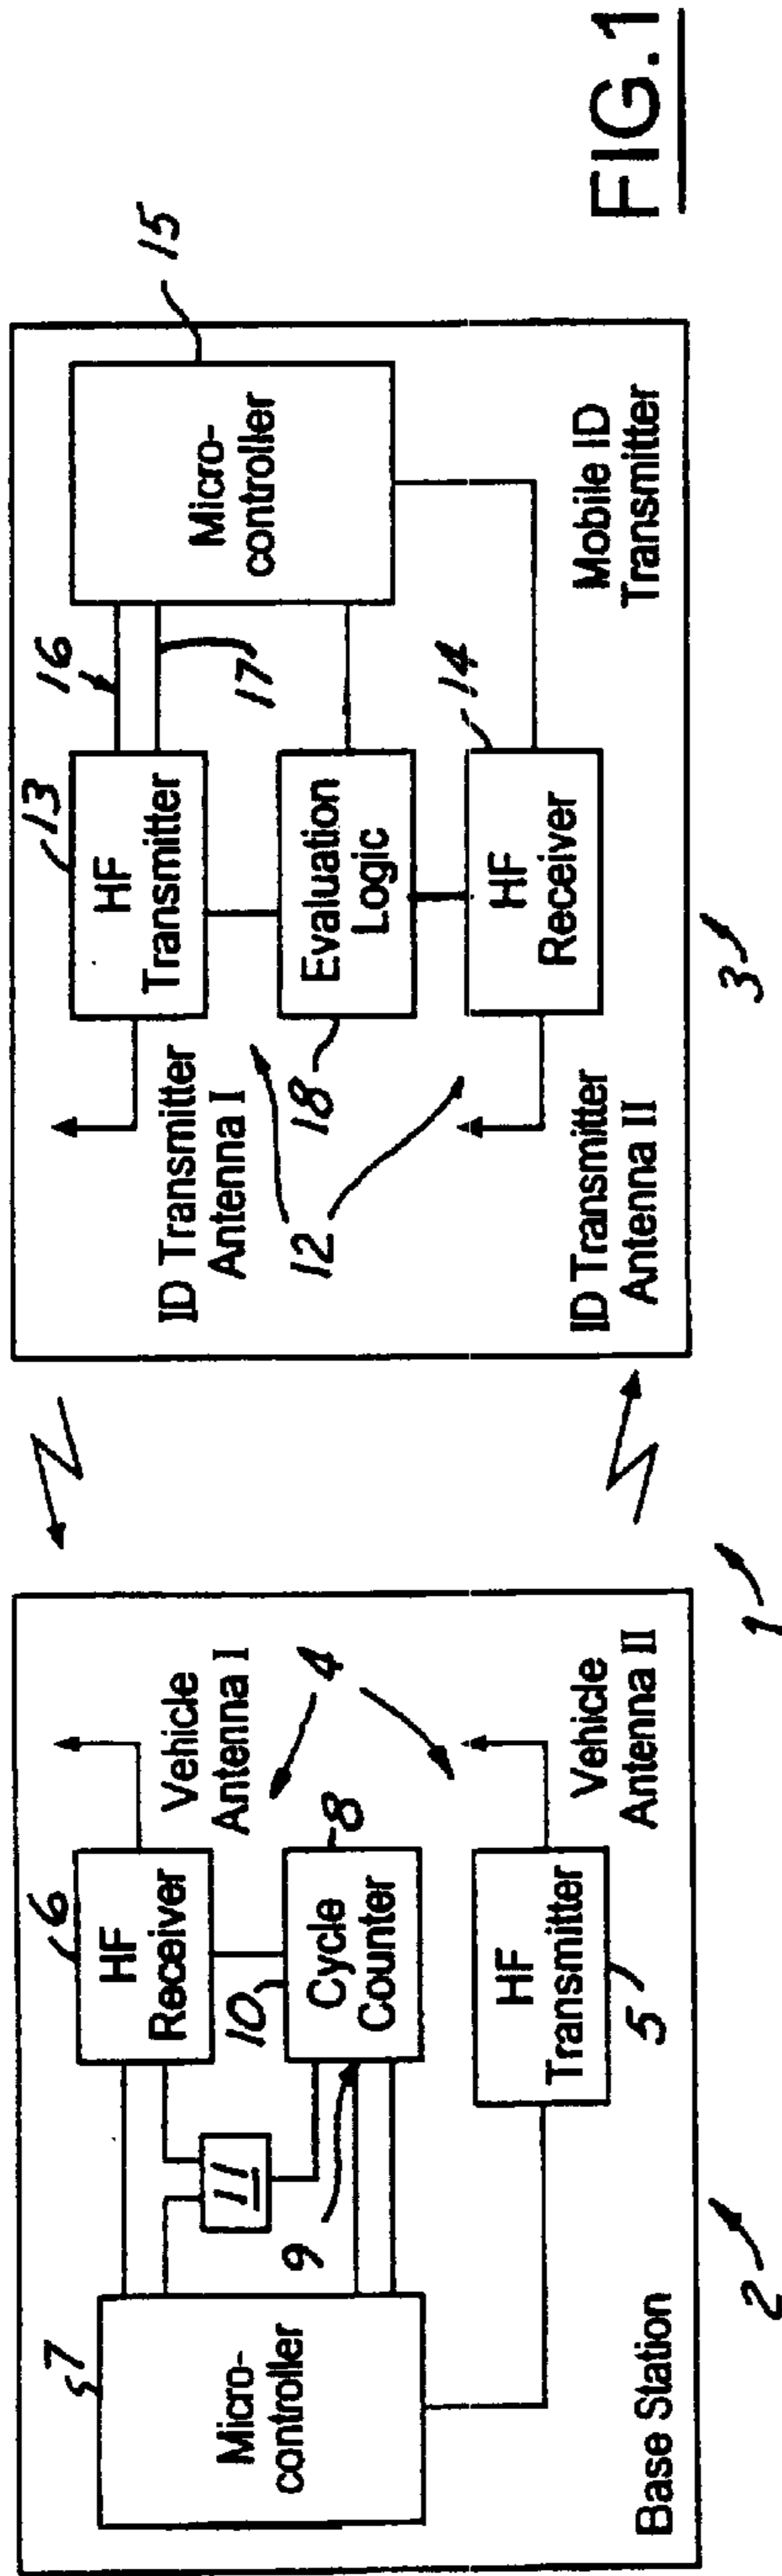 7
Micro-
controller
6
HF
Receiver
11
10
8
Cycle
Counter
9
Vehicle
Antenna I
4
HF
Transmitter
5
Vehicle
Antenna II
Base Station
2
1
13
HF
Transmitter
16
17
15
Micro-
controller
ID Transmitter
Antenna I
12
18
Evaluation
Logic
14
HF
Receiver
ID Transmitter
Antenna II
Mobile ID
Transmitter
3
FIG.1